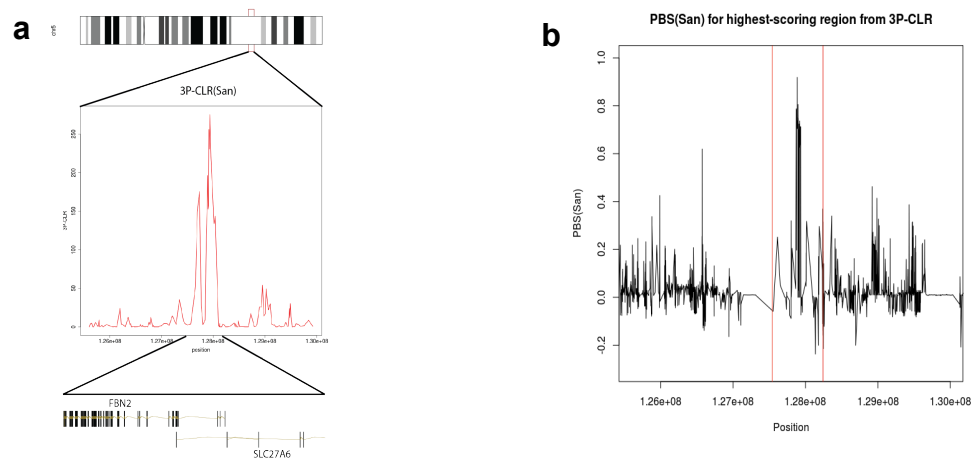 a
chr5
3P-CLR(San)
250
200
150
100
50
0
3P-CLR
1.26e+08
1.27e+08
1.28e+08
1.29e+08
1.30e+08
position
FBN2
SLC27A6
b
PBS(San) for highest-scoring region from 3P-CLR
1.0
0.8
0.6
0.4
0.2
0.0
-0.2
PBS(San)
1.26e+08
1.27e+08
1.28e+08
1.29e+08
1.30e+08
Position